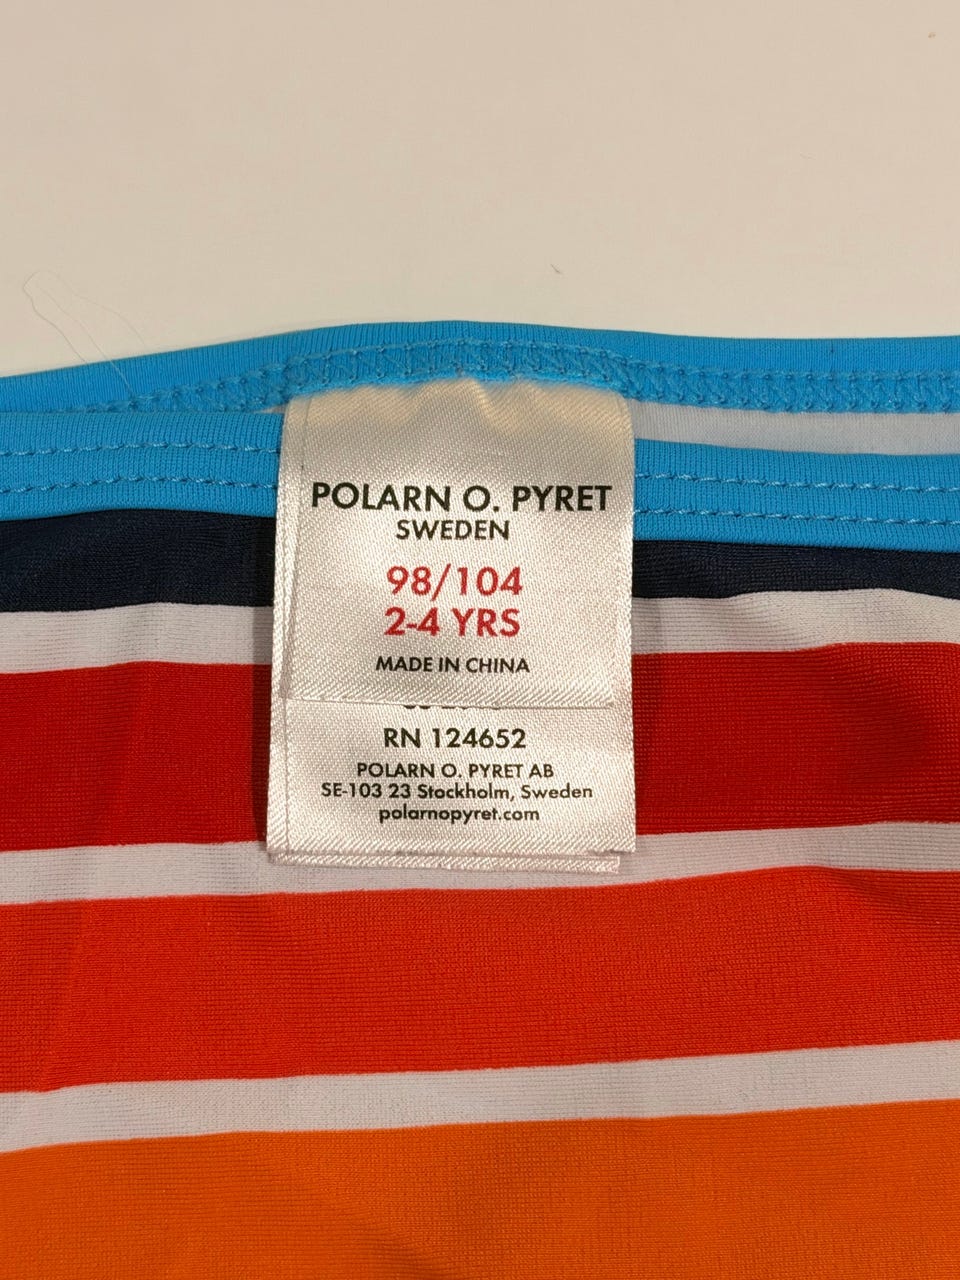 POLARN O. PYRET
SWEDEN
98/104
2-4 YRS
MADE IN CHINA
RN 124652
POLARN O. PYRET AB
SE-103 23 Stockholm, Sweden
polarnopyret.com